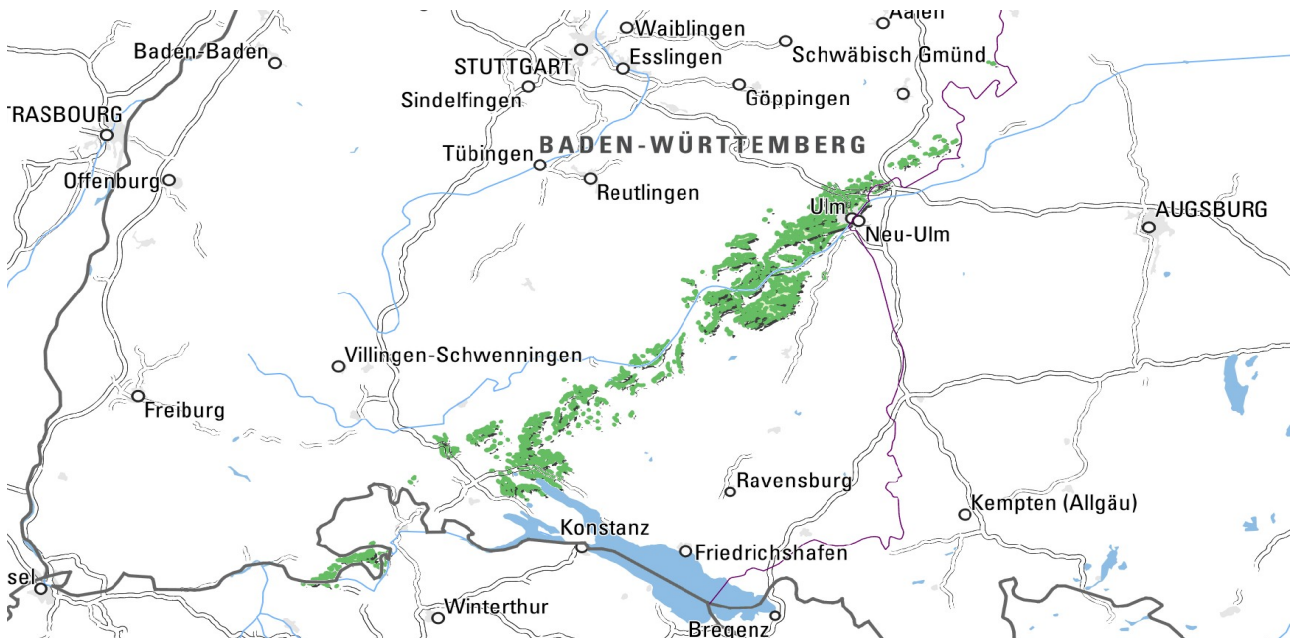 Aalen
Waiblingen
Baden-Baden
Schwäbisch Gmünd
STUTTGART
Esslingen
Sindelfingen
Göppingen
TRASBOURG
BADEN-WÜRTTEMBERG
Tübingen
Offenburg
Reutlingen
Ulm
AUGSBURG
Neu-Ulm
Villingen-Schwenningen
Freiburg
Ravensburg
Kempten (Allgäu)
Konstanz
Friedrichshafen
sel
Winterthur
Bregenz